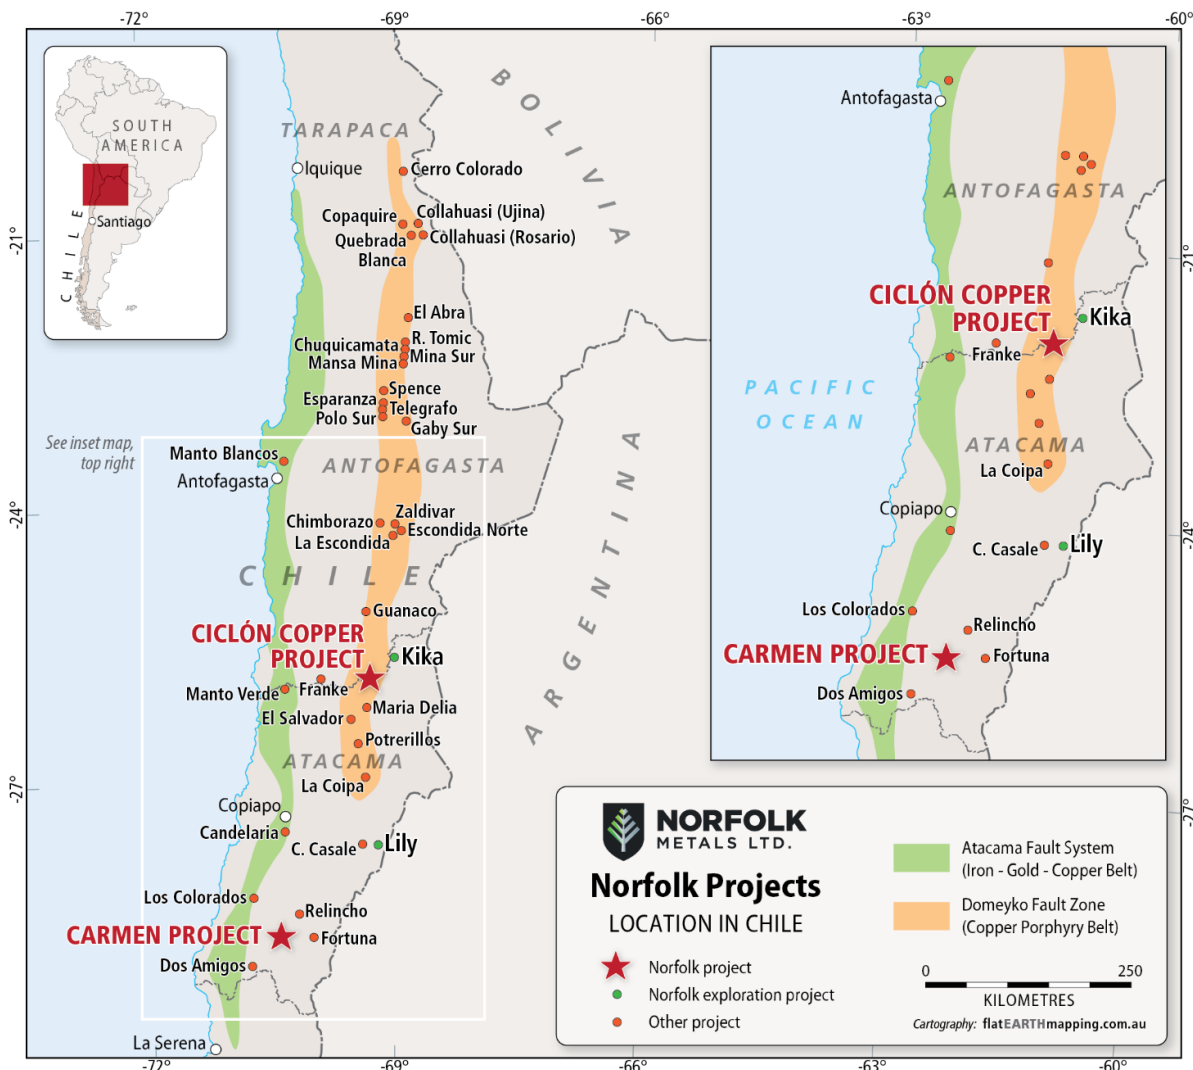 -72°
-69°
-66°
-63°
-60°
SOUTH
AMERICA
CHILE
Santiago
BOLIVIA
TARAPACA
Iquique
Cerro Colorado
Copaquire
Collahuasi (Ujina)
Quebrada
Blanca
Collahuasi (Rosario)
-21°
El Abra
Chuquicamata
R. Tomic
Mansa Mina
Mina Sur
Spence
Esparanza
Telegrafo
Polo Sur
Gaby Sur
See inset map,
top right
Manto Blancos
Antofagasta
ANTOFAGASTA
ARGENTINA
-24°
Chimborazo
Zaldivar
Escondida Norte
La Escondida
CHILE
Guanaco
CICLÓN COPPER
PROJECT
Kika
Manto Verde
Franke
El Salvador
Maria Delia
Potrerillos
ATACAMA
La Coipa
-27°
Copiapo
Candelaria
C. Casale
Lily
Los Colorados
Relincho
CARMEN PROJECT
Fortuna
Dos Amigos
La Serena
-72°
-69°
-66°
-63°
-60°
Antofagasta
ANTOFAGASTA
-21°
CICLÓN COPPER
PROJECT
Kika
Franke
PACIFIC
OCEAN
ATACAMA
La Coipa
Copiapo
-24°
C. Casale
Lily
Los Colorados
Relincho
CARMEN PROJECT
Fortuna
Dos Amigos
-27°
NORFOLK
METALS LTD.
Norfolk Projects
LOCATION IN CHILE
Norfolk project
Norfolk exploration project
Other project
Atacama Fault System
(Iron - Gold - Copper Belt)
Domeyko Fault Zone
(Copper Porphyry Belt)
0 250
KILOMETRES
Cartography: flatEARTHmapping.com.au